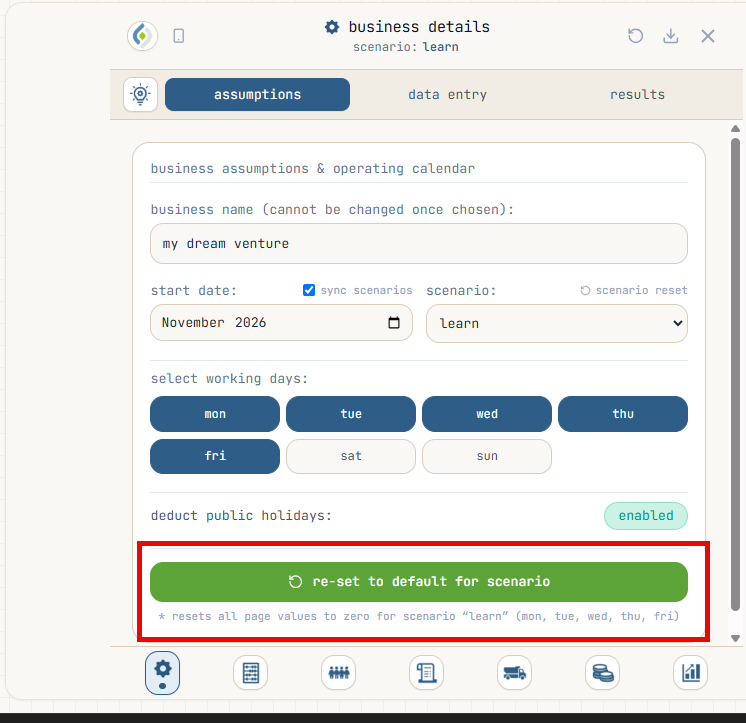 business details
scenario: learn
assumptions
data entry
results
business assumptions & operating calendar
business name (cannot be changed once chosen):
my dream venture
start date:
sync scenarios
scenario:
scenario reset
November 2026
learn
select working days:
mon
tue
wed
thu
fri
sat
sun
deduct public holidays:
enabled
re-set to default for scenario
* resets all page values to zero for scenario “learn” (mon, tue, wed, thu, fri)